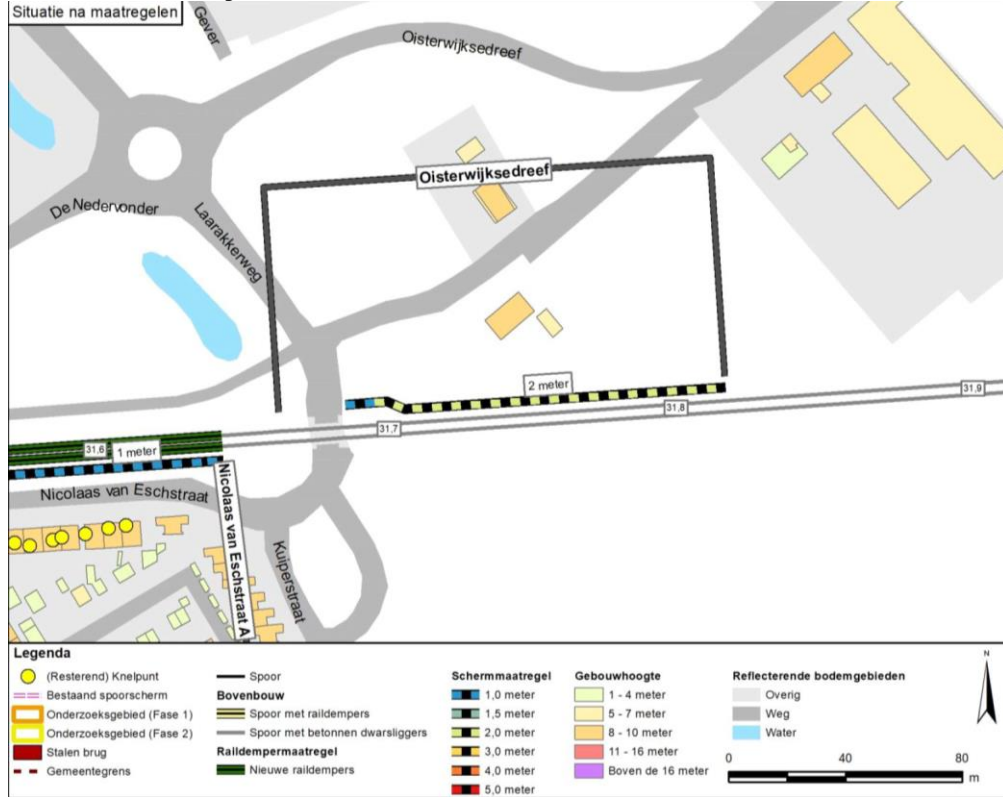 Situatie na maatregelen
Gever
Oisterwijksedreef
Oisterwijksedreef
De Nedervonder
Laarakkerweg
2 meter
31,9
31,8
31,7
31,6
1 meter
Nicolaas van Eschstraat
Nicolaas van Eschstraat A
Kuiperstraat
Legenda
(Resterend) Knelpunt
Bestaand spoorscherm
Onderzoeksgebied (Fase 1)
Onderzoeksgebied (Fase 2)
Stalen brug
Gemeentegrens
Spoor
Bovenbouw
Spoor met raildempers
Spoor met betonnen dwarsliggers
Raildempermaatregel
Nieuwe raildempers
Schermmaatregel
1,0 meter
1,5 meter
2,0 meter
3,0 meter
4,0 meter
5,0 meter
Gebouwhoogte
1 - 4 meter
5 - 7 meter
8 - 10 meter
11 - 16 meter
Boven de 16 meter
Reflecterende bodemgebieden
Overig
Weg
Water
N
0 40 80
m